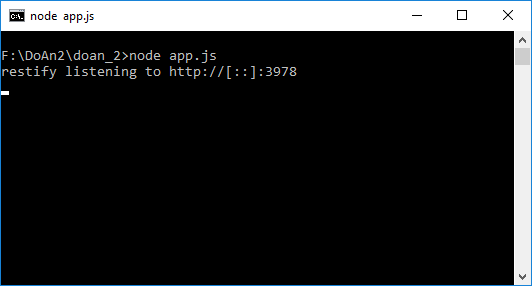 node app.js
F:\DoAn2\doan_2>node app.js
restify listening to http://[::]:3978